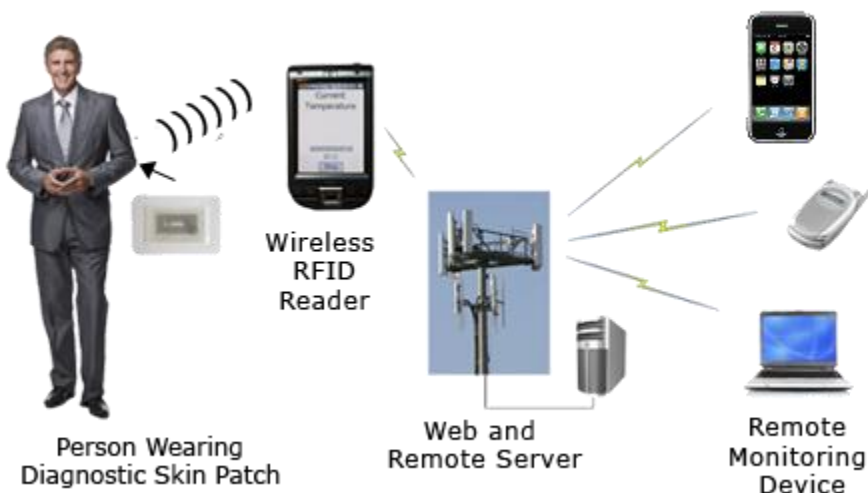 Current
Temperature
Wireless
RFID
Reader
Person Wearing
Diagnostic Skin Patch
Web and
Remote Server
Remote
Monitoring
Device